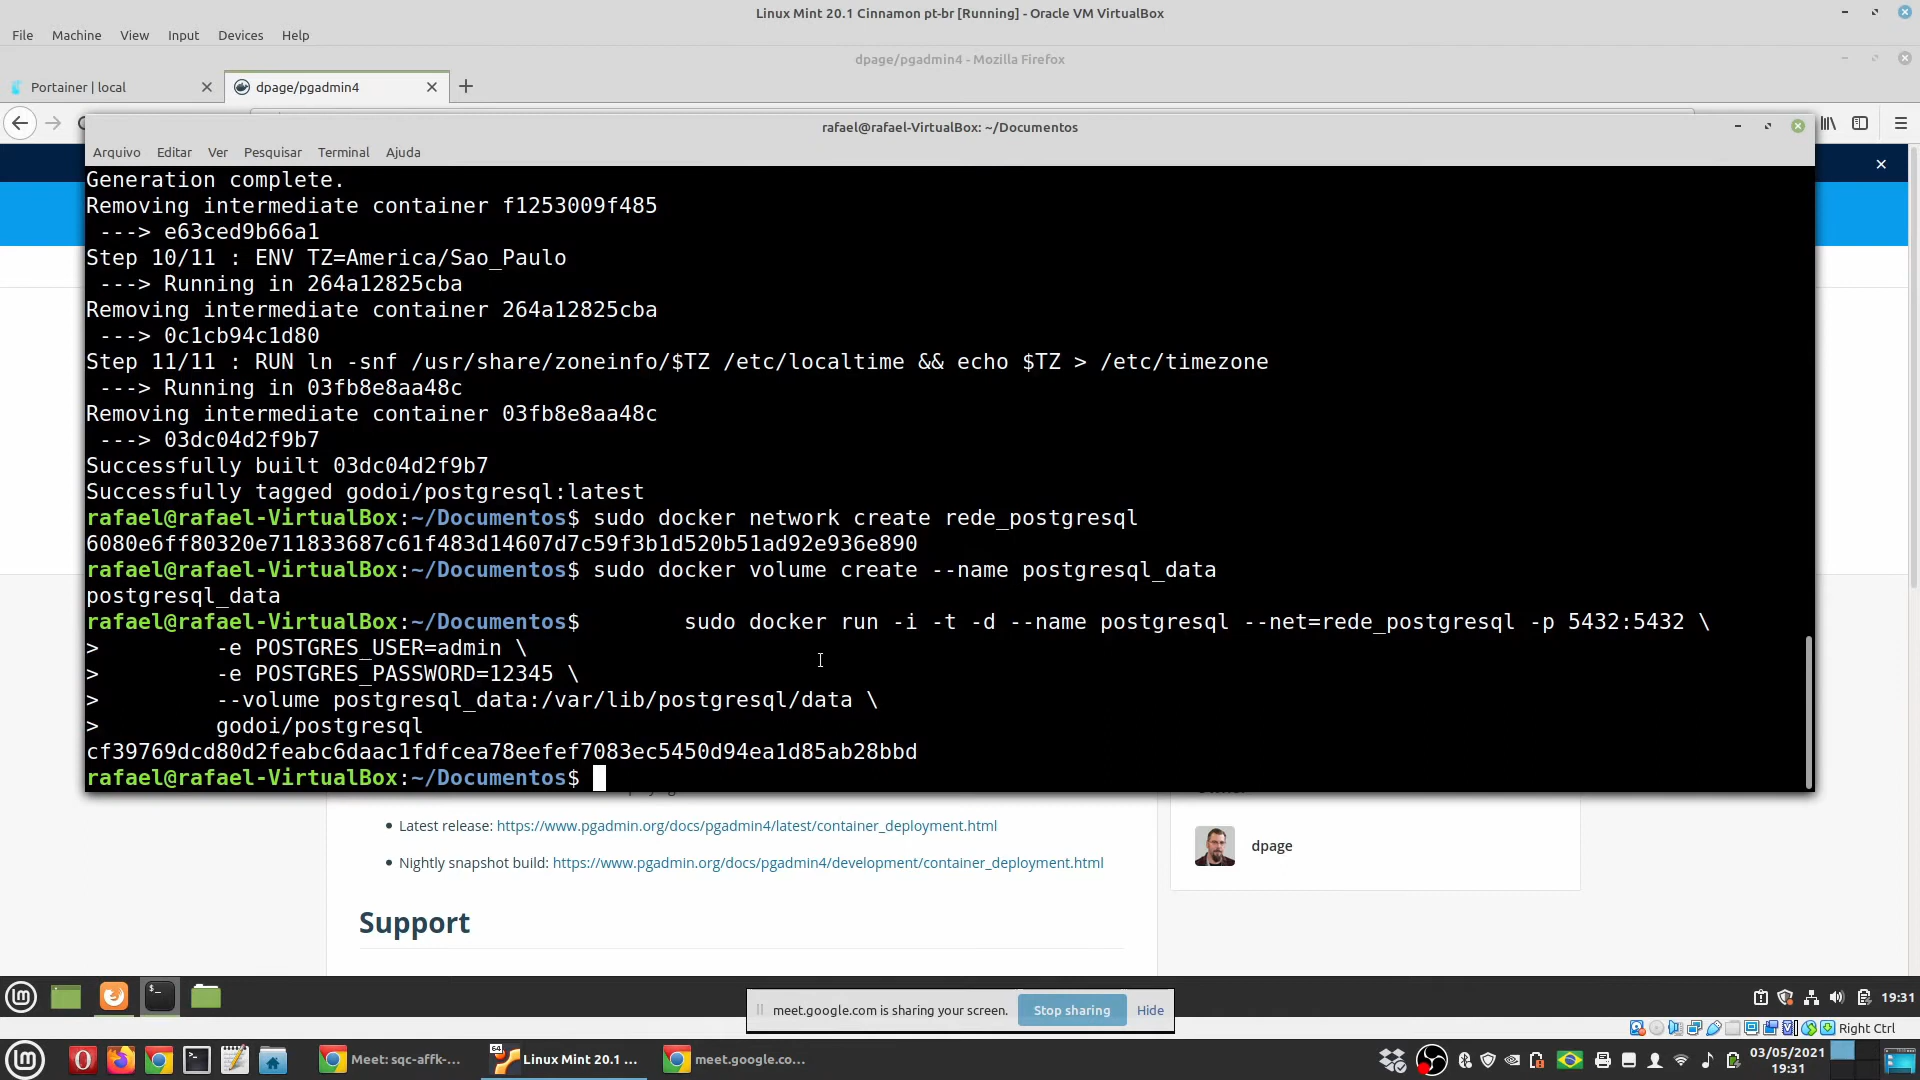 Linux Mint 20.1 Cinnamon pt-br [Running] - Oracle VM VirtualBox
File Machine View Input Devices Help
dpage/pgadmin4 - Mozilla Firefox
Portainer | local
dpage/pgadmin4
rafael@rafael-VirtualBox: ~/Documentos
Arquivo Editar Ver Pesquisar Terminal Ajuda
Generation complete.
Removing intermediate container f1253009f485
 ---> e63ced9b66a1
Step 10/11 : ENV TZ=America/Sao_Paulo
 ---> Running in 264a12825cba
Removing intermediate container 264a12825cba
 ---> 0c1cb94c1d80
Step 11/11 : RUN ln -snf /usr/share/zoneinfo/$TZ /etc/localtime && echo $TZ > /etc/timezone
 ---> Running in 03fb8e8aa48c
Removing intermediate container 03fb8e8aa48c
 ---> 03dc04d2f9b7
Successfully built 03dc04d2f9b7
Successfully tagged godoi/postgresql:latest
rafael@rafael-VirtualBox:~/Documentos$ sudo docker network create rede_postgresql
6080e6ff80320e711833687c61f483d14607d7c59f3b1d520b51ad92e936e890
rafael@rafael-VirtualBox:~/Documentos$ sudo docker volume create --name postgresql_data
postgresql_data
rafael@rafael-VirtualBox:~/Documentos$        sudo docker run -i -t -d --name postgresql --net=rede_postgresql -p 5432:5432 \
>         -e POSTGRES_USER=admin \
>         -e POSTGRES_PASSWORD=12345 \
>         --volume postgresql_data:/var/lib/postgresql/data \
>         godoi/postgresql
cf39769dcd80d2feabc6daac1fdfcea78eefef7083ec5450d94ea1d85ab28bbd
rafael@rafael-VirtualBox:~/Documentos$
Latest release: https://www.pgadmin.org/docs/pgadmin4/latest/container_deployment.html
Nightly snapshot build: https://www.pgadmin.org/docs/pgadmin4/development/container_deployment.html
dpage
Support
19:31
meet.google.com is sharing your screen. Stop sharing Hide
Right Ctrl
Meet: sqc-affk-...
64
Linux Mint 20.1 ...
meet.google.co...
03/05/2021
19:31